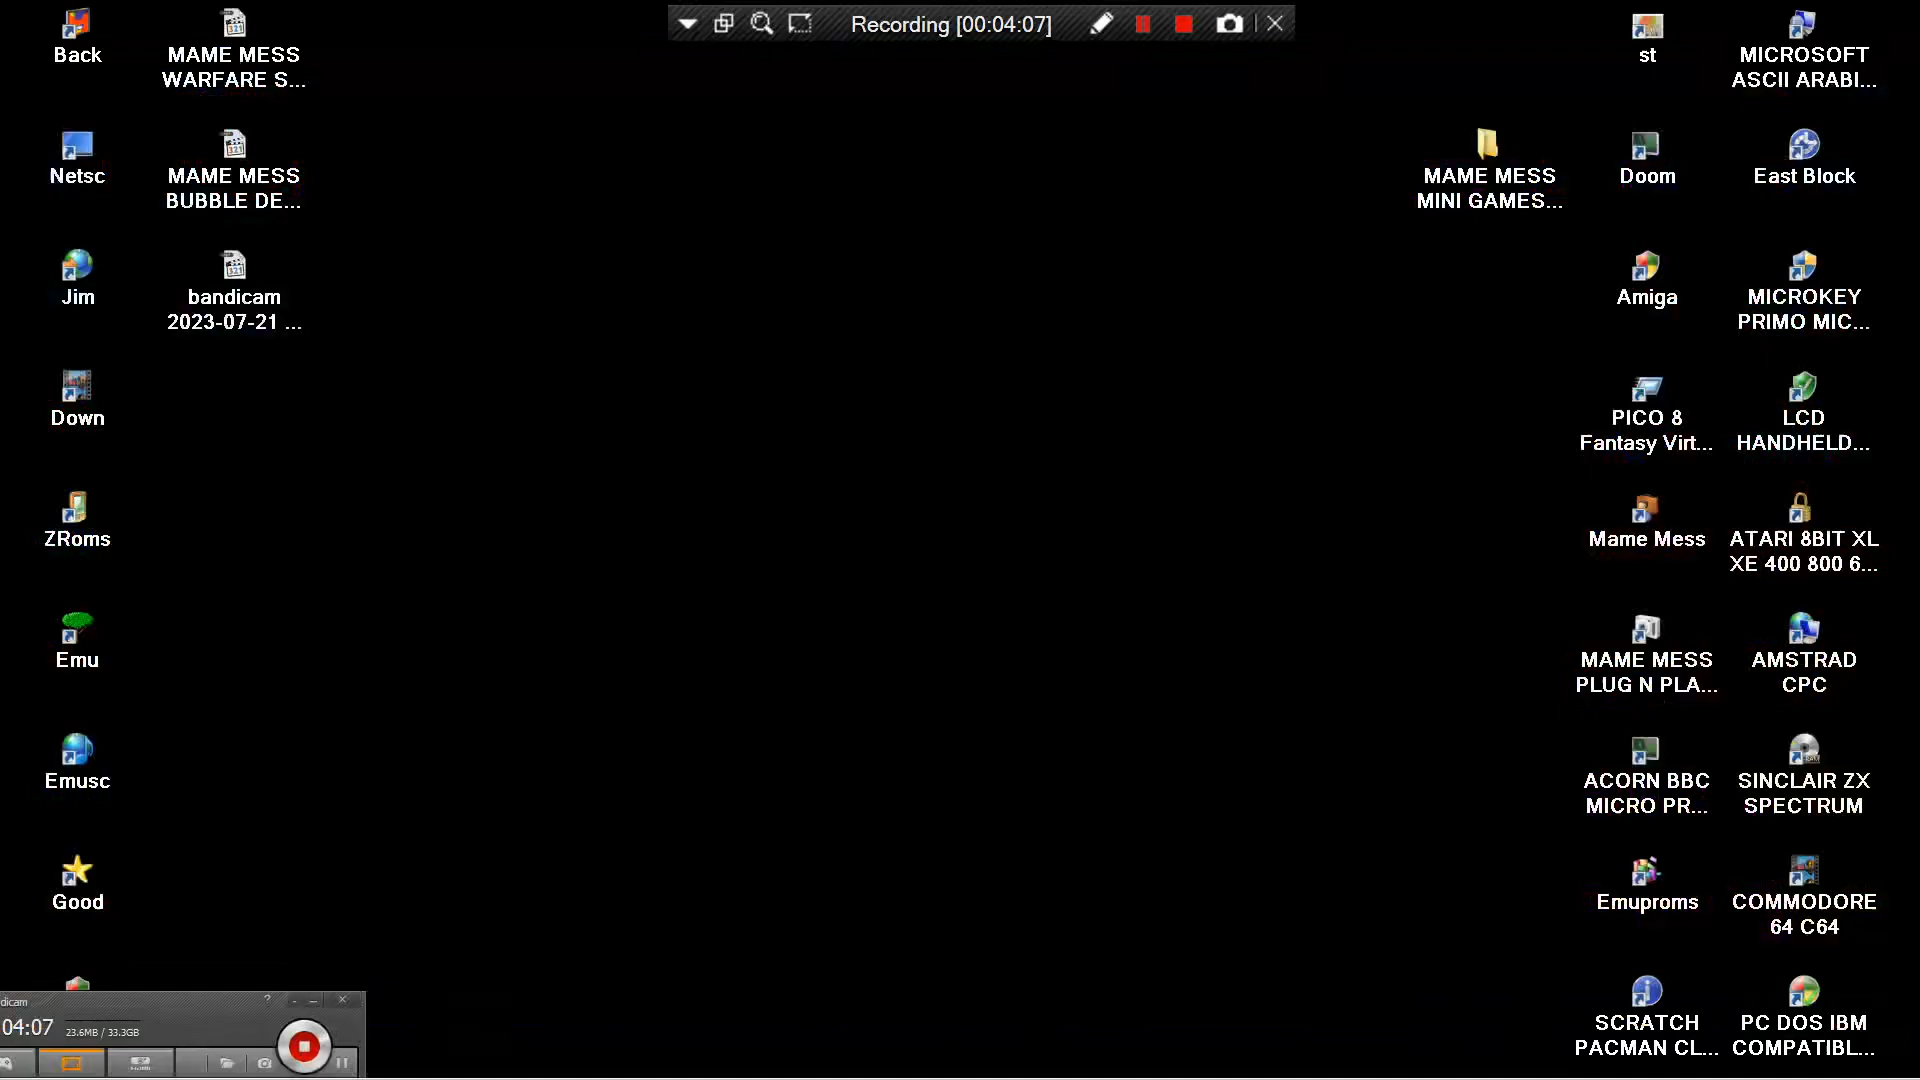 Recording [00:04:07]
Back
MAME MESS
WARFARE S...
st
MICROSOFT
ASCII ARABI...
Netsc
MAME MESS
BUBBLE DE...
MAME MESS
MINI GAMES...
Doom
East Block
Jim
bandicam
2023-07-21 ...
Amiga
MICROKEY
PRIMO MIC...
Down
PICO 8
Fantasy Virt...
LCD
HANDHELD...
ZRoms
Mame Mess
ATARI 8BIT XL
XE 400 800 6...
Emu
MAME MESS
PLUG N PLA...
AMSTRAD
CPC
Emusc
ACORN BBC
MICRO PR...
SINCLAIR ZX
SPECTRUM
Good
Emuproms
COMMODORE
64 C64
SCRATCH
PACMAN CL...
PC DOS IBM
COMPATIBL...
dicam
04:07
23.6MB / 33.3GB